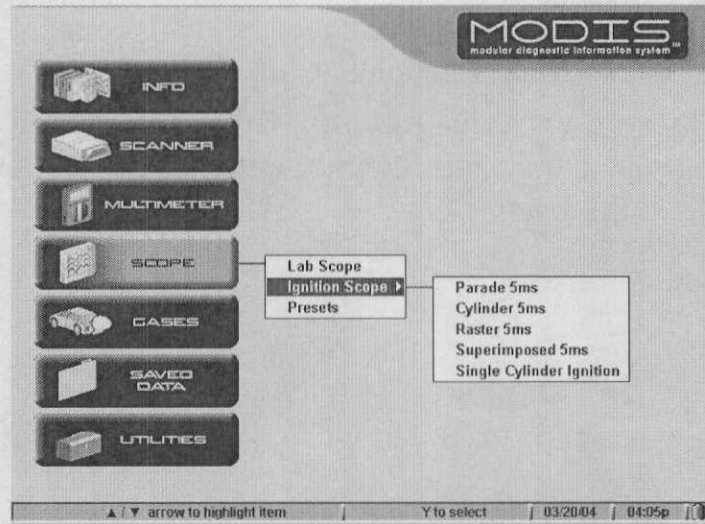 MODIS
modular diagnostic information system
INFO
SCANNER
MULTIMETER
SCOPE
Lab Scope
Ignition Scope
Presets
Parade 5ms
Cylinder 5ms
Raster 5ms
Superimposed 5ms
Single Cylinder Ignition
GASES
SAVED
DATA
UTILITIES
▲ / ▼ arrow to highlight item
Y to select
03/20/04
04:05p